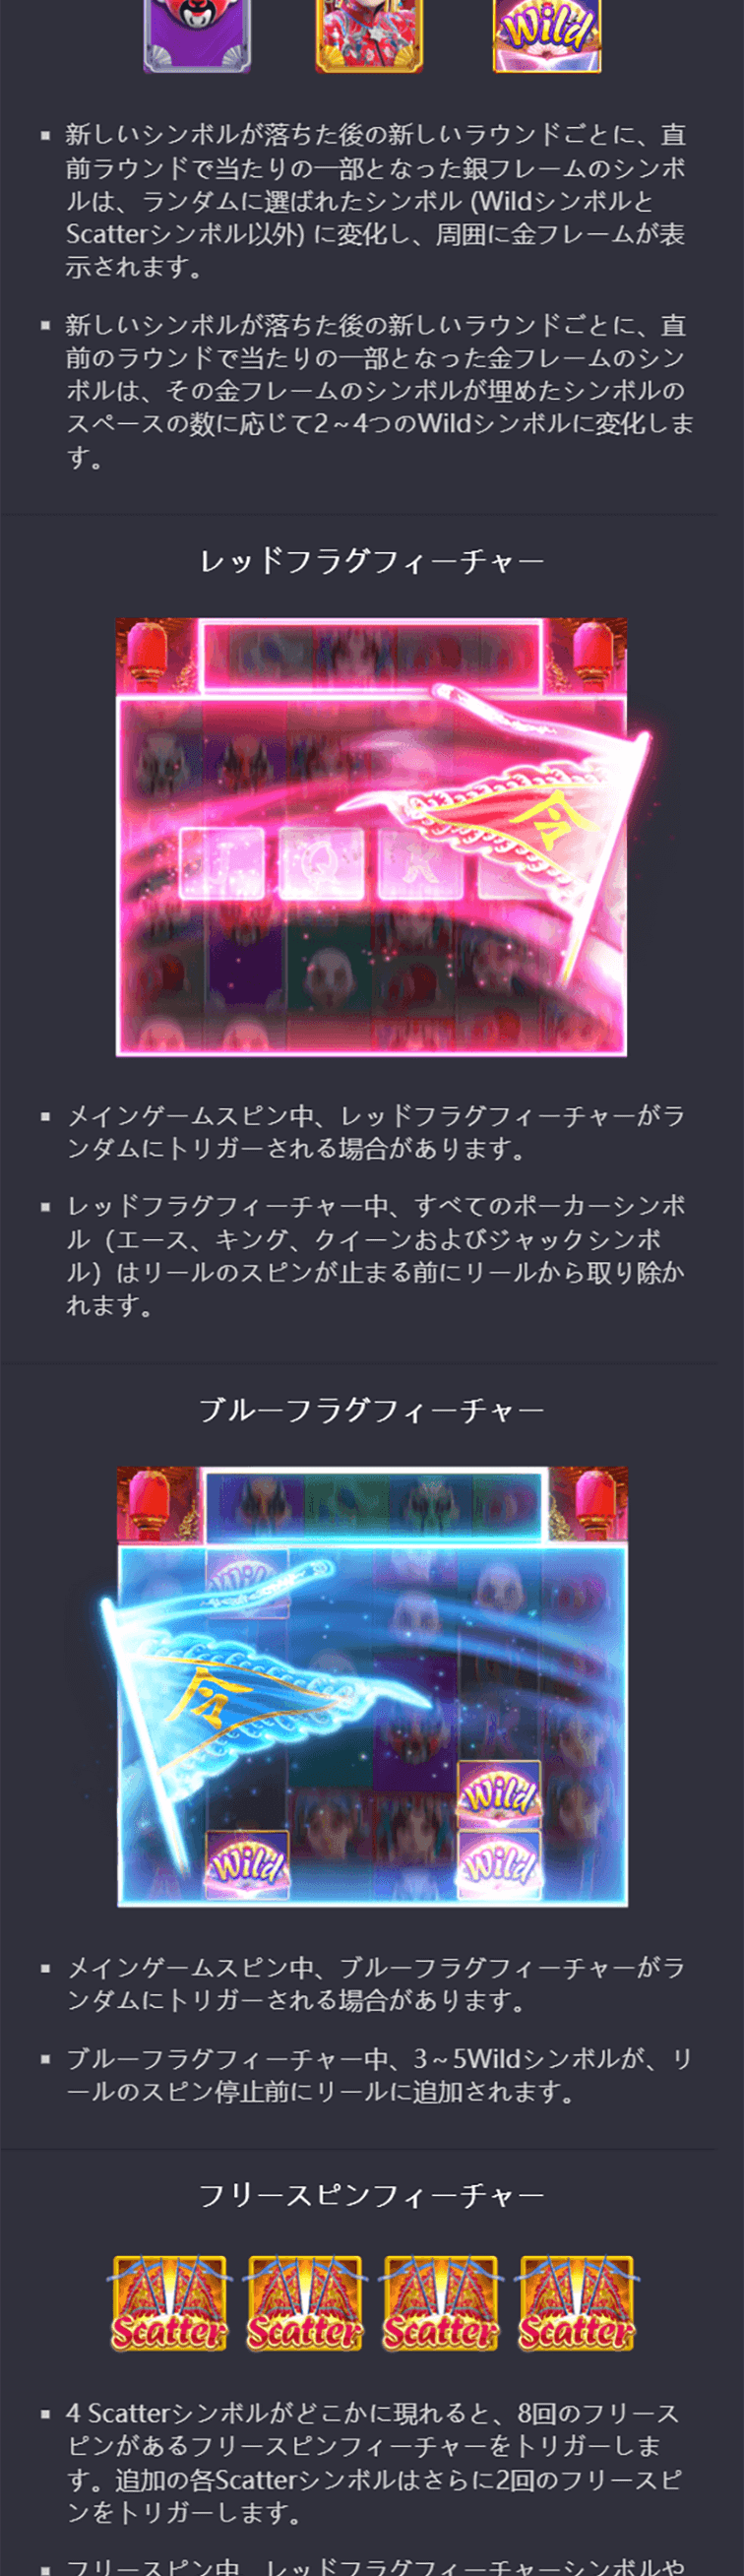 Wild
新しいシンボルが落ちた後の新しいラウンドごとに、直
前ラウンドで当たりの一部となった銀フレームのシンボ
ルは、ランダムに選ばれたシンボル (Wildシンボルと
Scatterシンボル以外) に変化し、周囲に金フレームが表
示されます。
新しいシンボルが落ちた後の新しいラウンドごとに、直
前のラウンドで当たりの一部となった金フレームのシン
ボルは、その金フレームのシンボルが埋めたシンボルの
スペースの数に応じて2～4つのWildシンボルに変化しま
す。
レッドフラグフィーチャー
令
J Q K
メインゲームスピン中、レッドフラグフィーチャーがラ
ンダムにトリガーされる場合があります。
レッドフラグフィーチャー中、すべてのポーカーシンボ
ル（エース、キング、クイーンおよびジャックシンボ
ル）はリールのスピンが止まる前にリールから取り除か
れます。
ブルーフラグフィーチャー
Wild
令
Wild
Wild Wild
メインゲームスピン中、ブルーフラグフィーチャーがラ
ンダムにトリガーされる場合があります。
ブルーフラグフィーチャー中、3～5Wildシンボルが、リ
ールのスピン停止前にリールに追加されます。
フリースピンフィーチャー
Scatter Scatter Scatter Scatter
4 Scatterシンボルがどこかに現れると、8回のフリース
ピンがあるフリースピンフィーチャーをトリガーしま
す。追加の各Scatterシンボルはさらに2回のフリースピ
ンをトリガーします。
フリースピン中、レッドフラグフィーチャーシンボルや